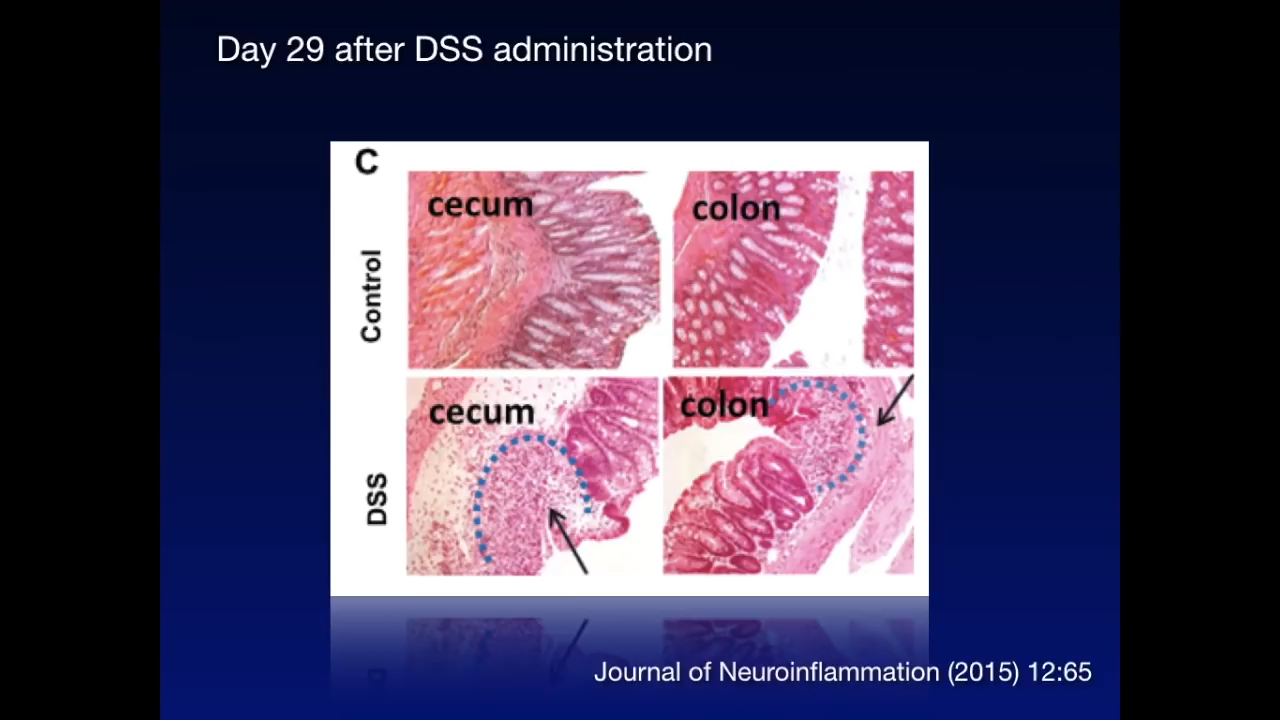 Day 29 after DSS administration
C
cecum
colon
Control
cecum
colon
DSS
Journal of Neuroinflammation (2015) 12:65